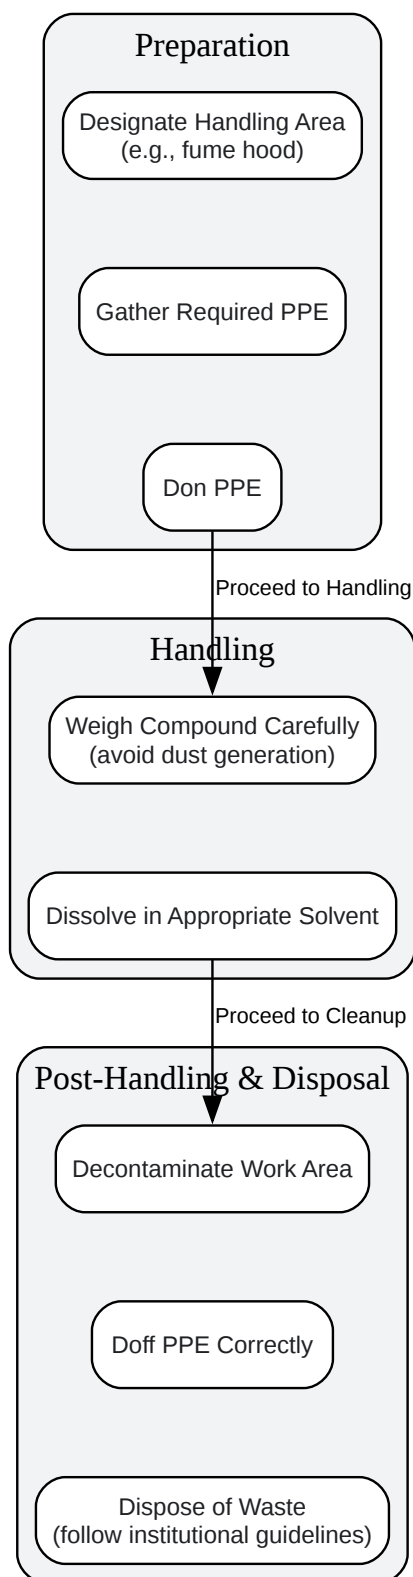 Preparation
Designate Handling Area
(e.g., fume hood)
Gather Required PPE
Don PPE
Proceed to Handling
Handling
Weigh Compound Carefully
(avoid dust generation)
Dissolve in Appropriate Solvent
Proceed to Cleanup
Post-Handling & Disposal
Decontaminate Work Area
Doff PPE Correctly
Dispose of Waste
(follow institutional guidelines)